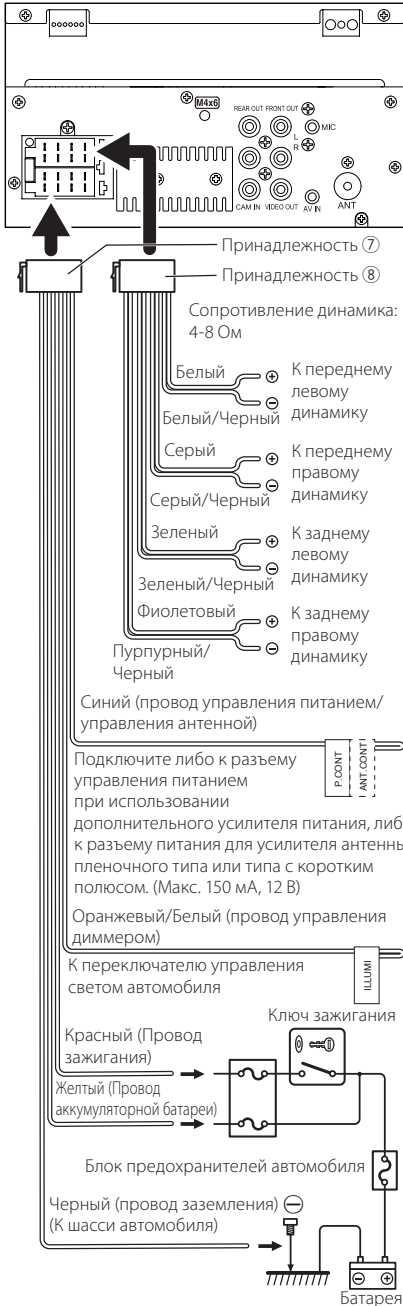 M4x6
REAR OUT FRONT OUT
L
R
MIC
CAM IN VIDEO OUT AV IN
ANT
Принадлежность ⑦
Принадлежность ⑧
Сопротивление динамика:
4-8 Ом
Белый
⊕
⊖
Белый/Черный
К переднему
левому
динамику
Серый
⊕
⊖
Серый/Черный
К переднему
правому
динамику
Зеленый
⊕
⊖
Зеленый/Черный
К заднему
левому
динамику
Фиолетовый
⊕
⊖
Пурпурный/
Черный
К заднему
правому
динамику
Синий (провод управления питанием/
управления антенной)
P.CONT
ANT.CONT
Подключите либо к разъему
управления питанием
при использовании
дополнительного усилителя питания, либ
к разъему питания для усилителя антенны
пленочного типа или типа с коротким
полюсом. (Макс. 150 мА, 12 В)
Оранжевый/Белый (провод управления
диммером)
ILLUMI
К переключателю управления
светом автомобиля
Ключ зажигания
Красный (Провод
зажигания)
Желтый (Провод
аккумуляторной батареи)
Блок предохранителей автомобиля
Черный (провод заземления) ⊖
(К шасси автомобиля)
⊖ ⊕
Батарея